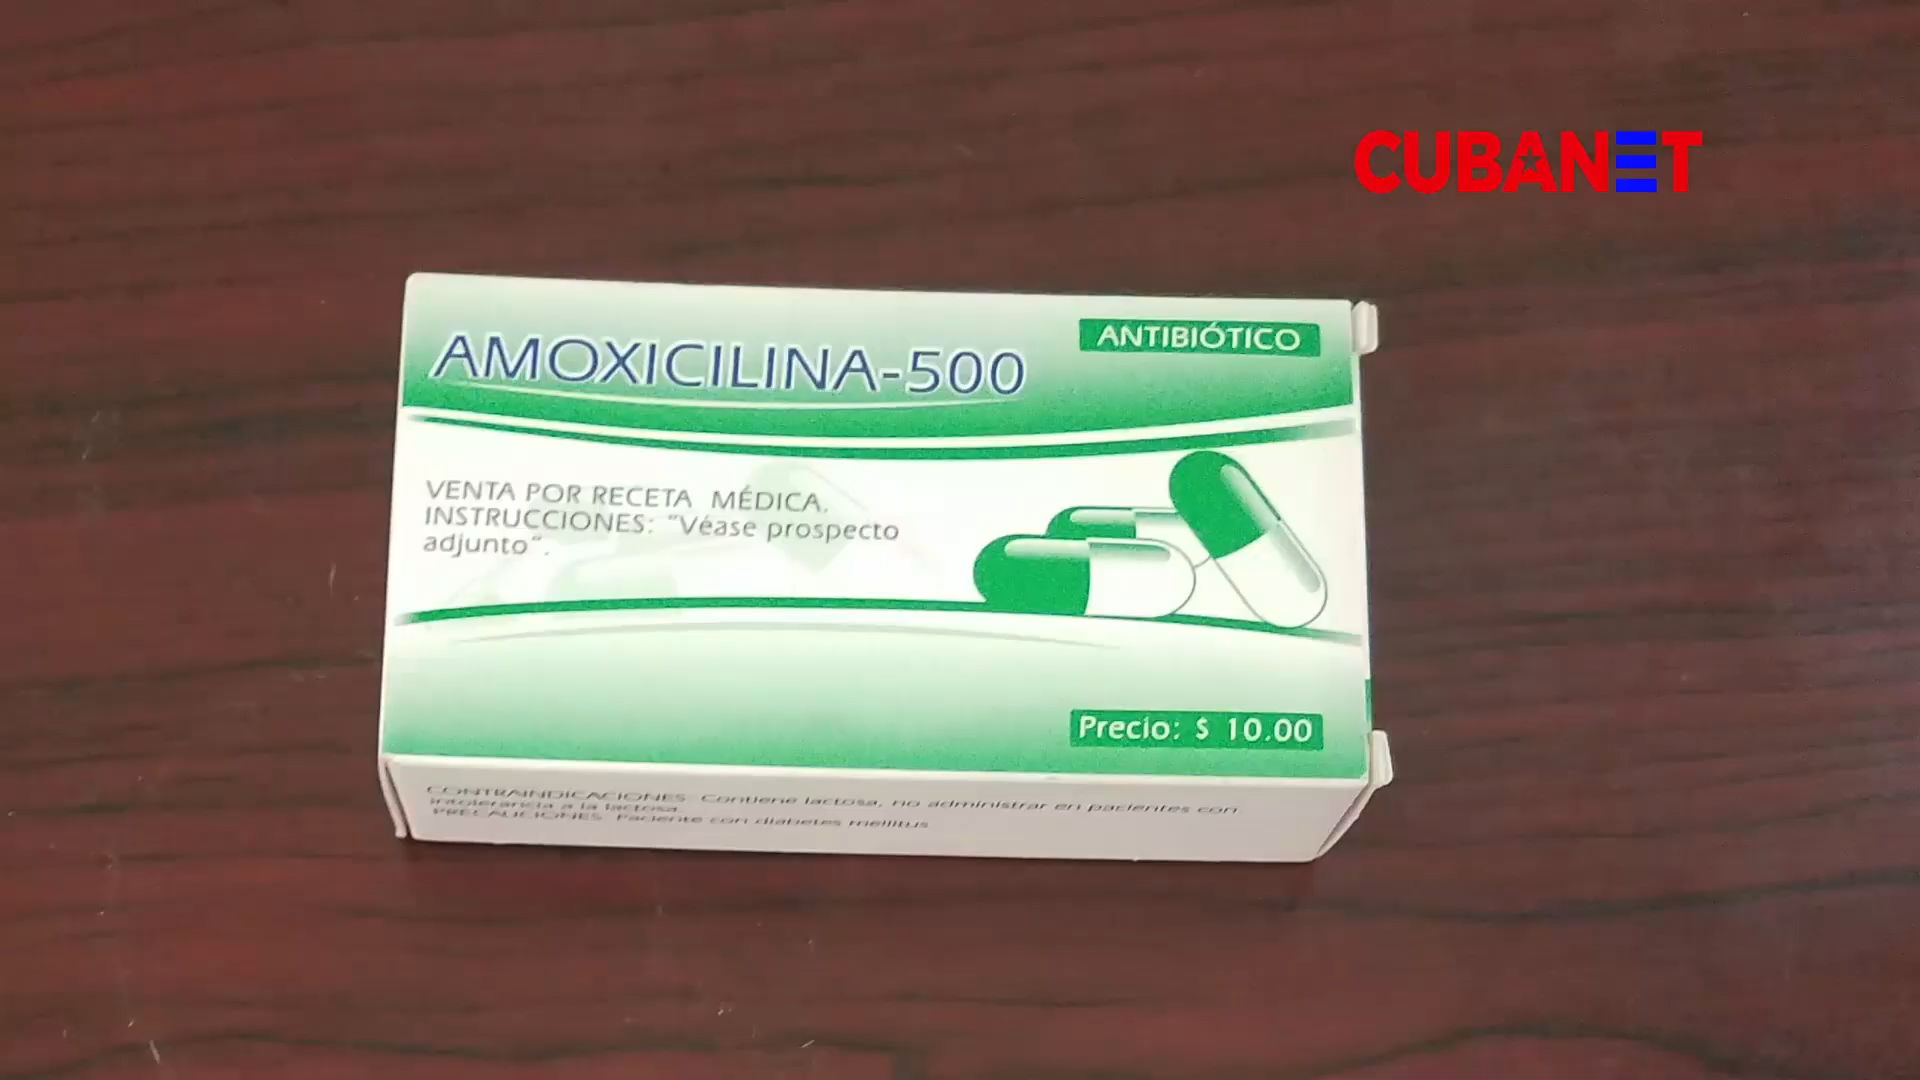 CUBANET
AMOXICILINA-500
ANTIBIÓTICO
VENTA POR RECETA MÉDICA.
INSTRUCCIONES: "Véase prospecto
adjunto".
Precio: $ 10.00
CONTRAINDICACIONES: Contiene lactosa, no administrar en pacientes con
intolerancia a la lactosa.
PRECAUCIONES: Paciente con diabetes mellitus